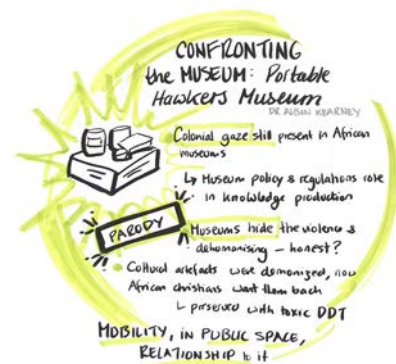 CONFRONTING
the MUSEUM: Portable
Hawkers Museum
DR ALISON KEARNEY
Colonial gaze still present in African
museums
↳ Museum policy & regulations role
in knowledge production
PARODY
Museums hide the violence &
dehumanising – honest?
• Cultural artefacts were demonized, now
African christians want them back
↳ preserved with toxic DDT
MOBILITY, IN PUBLIC SPACE,
RELATIONSHIP to it